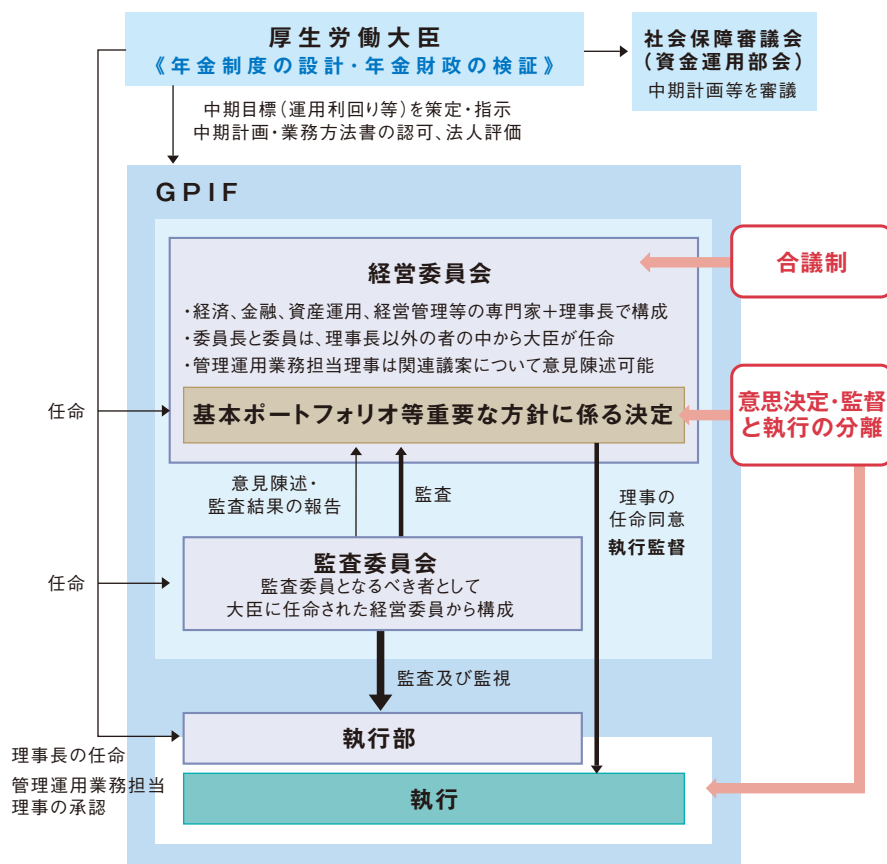 厚生労働大臣
《年金制度の設計・年金財政の検証》
社会保障審議会
(資金運用部会)
中期計画等を審議
中期目標(運用利回り等)を策定・指示
中期計画・業務方法書の認可、法人評価
GPIF
経営委員会
・経済、金融、資産運用、経営管理等の専門家+理事長で構成
・委員長と委員は、理事長以外の者の中から大臣が任命
・管理運用業務担当理事は関連議案について意見陳述可能
合議制
任命
基本ポートフォリオ等重要な方針に係る決定
意思決定・監督
と執行の分離
意見陳述・
監査結果の報告
監査
理事の
任命同意
執行監督
任命
監査委員会
監査委員となるべき者として
大臣に任命された経営委員から構成
監査及び監視
執行部
理事長の任命
管理運用業務担当
理事の承認
執行